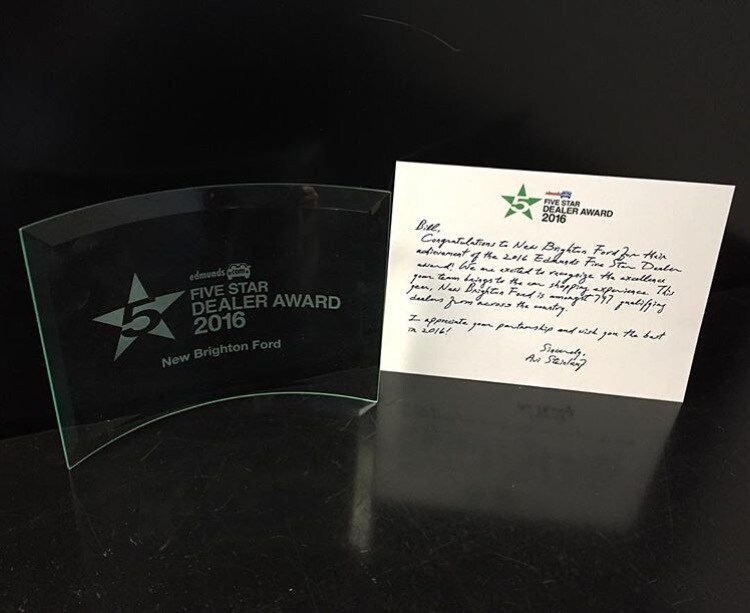 edmunds
5
FIVE STAR
DEALER AWARD
2016
New Brighton Ford
edmunds
5
FIVE STAR
DEALER AWARD
2016
Bill,
Congratulations to New Brighton Ford for their
achievement of the 2016 Edmunds Five Star Dealer
award! We are excited to recognize the excellence
your team brings to the car shopping experience. This
year, New Brighton Ford is amongst 797 qualifying
dealers from across the country.
I appreciate your partnership and wish you the best
in 2016!
Sincerely,
Avi